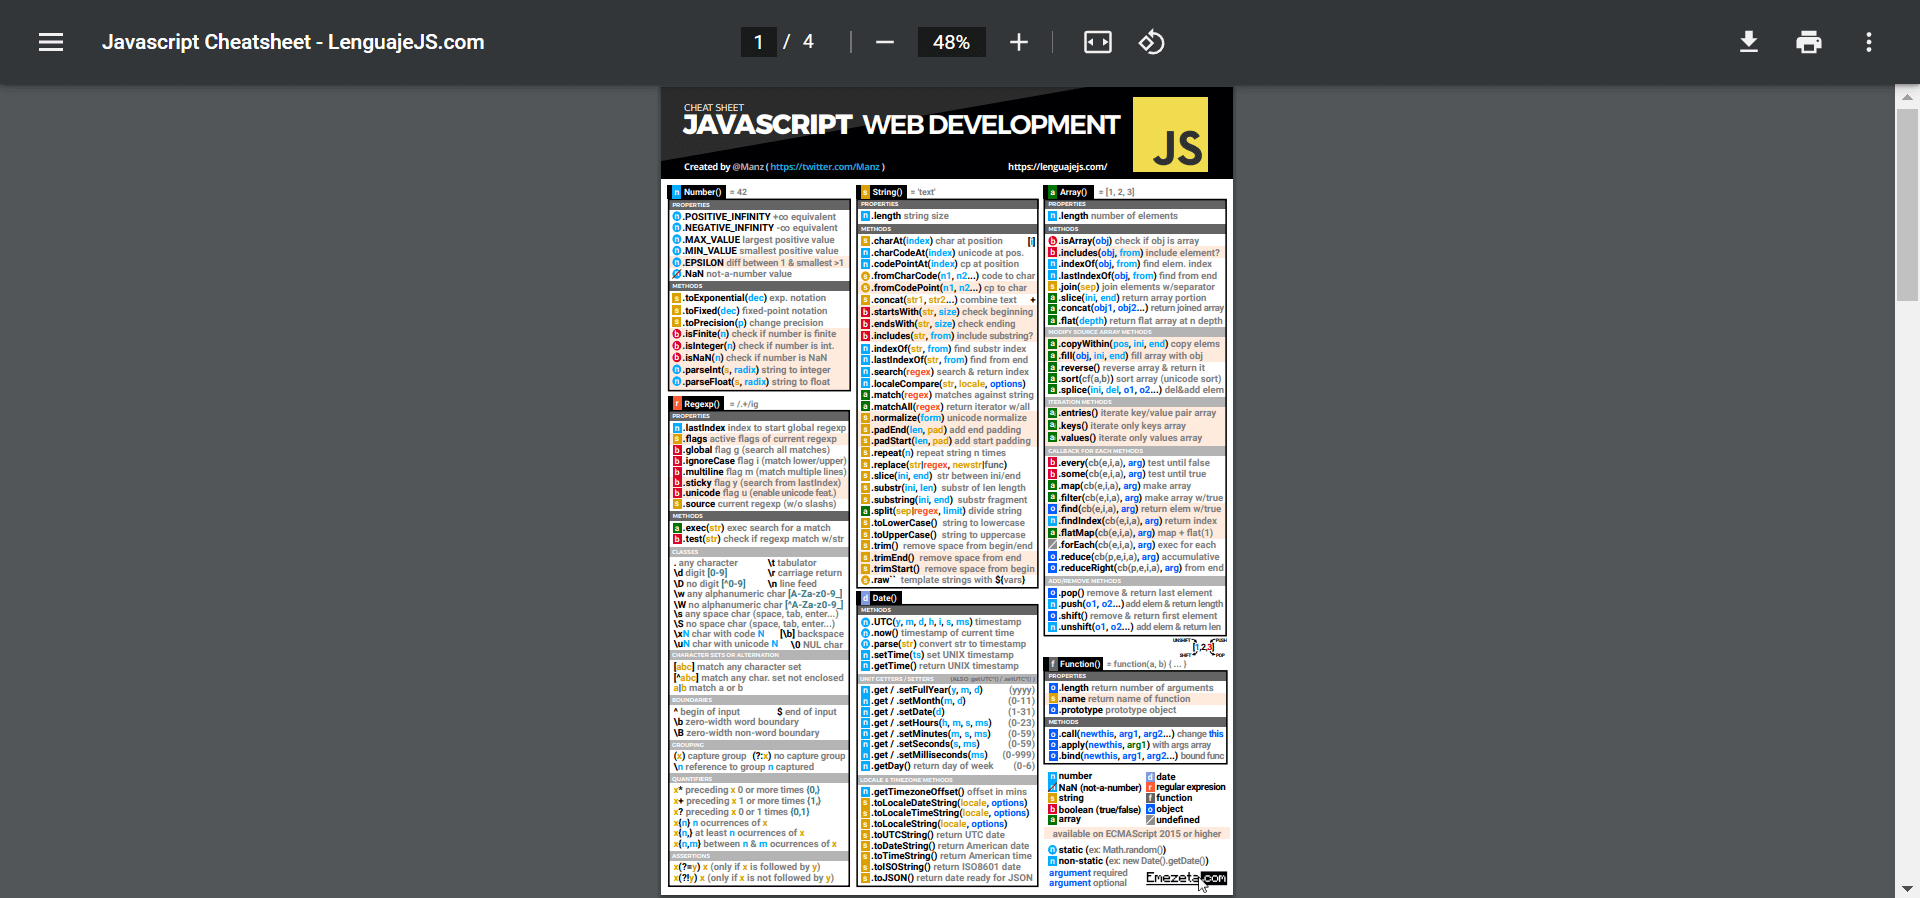 Javascript Cheatsheet - LenguajeJS.com
1 / 4
48%
CHEAT SHEET
JAVASCRIPT WEB DEVELOPMENT
JS
Created by @Manz ( https://twitter.com/Manz )
https://lenguajejs.com/
n Number() = 42
PROPERTIES
n .POSITIVE_INFINITY +∞ equivalent
n .NEGATIVE_INFINITY -∞ equivalent
n .MAX_VALUE largest positive value
n .MIN_VALUE smallest positive value
n .EPSILON diff between 1 & smallest >1
.NaN not-a-number value
METHODS
s .toExponential(dec) exp. notation
s .toFixed(dec) fixed-point notation
s .toPrecision(p) change precision
b .isFinite(n) check if number is finite
b .isInteger(n) check if number is int.
b .isNaN(n) check if number is NaN
n .parseInt(s, radix) string to integer
n .parseFloat(s, radix) string to float
r Regexp() = /.+/ig
PROPERTIES
n .lastIndex index to start global regexp
s .flags active flags of current regexp
b .global flag g (search all matches)
b .ignoreCase flag i (match lower/upper)
b .multiline flag m (match multiple lines)
b .sticky flag y (search from lastIndex)
b .unicode flag u (enable unicode feat.)
s .source current regexp (w/o slashs)
METHODS
a .exec(str) exec search for a match
b .test(str) check if regexp match w/str
CLASSES
. any character \t tabulator
\d digit [0-9] \r carriage return
\D no digit [^0-9] \n line feed
\w any alphanumeric char [A-Za-z0-9_]
\W no alphanumeric char [^A-Za-z0-9_]
\s any space char (space, tab, enter...)
\S no space char (space, tab, enter...)
\xN char with code N [\b] backspace
\uN char with unicode N \0 NUL char
CHARACTER SETS OR ALTERNATION
[abc] match any character set
[^abc] match any char. set not enclosed
a|b match a or b
BOUNDARIES
^ begin of input $ end of input
\b zero-width word boundary
\B zero-width non-word boundary
GROUPING
(x) capture group (?:x) no capture group
\n reference to group n captured
QUANTIFIERS
x* preceding x 0 or more times {0,}
x+ preceding x 1 or more times {1,}
x? preceding x 0 or 1 times {0,1}
x{n} n ocurrences of x
x{n,} at least n ocurrences of x
x{n,m} between n & m ocurrences of x
ASSERTIONS
x(?=y) x (only if x is followed by y)
x(?!y) x (only if x is not followed by y)
s String() = 'text'
PROPERTIES
n .length string size
METHODS
s .charAt(index) char at position [i]
n .charCodeAt(index) unicode at pos.
n .codePointAt(index) cp at position
s .fromCharCode(n1, n2...) code to char
s .fromCodePoint(n1, n2...) cp to char
s .concat(str1, str2...) combine text +
b .startsWith(str, size) check beginning
b .endsWith(str, size) check ending
b .includes(str, from) include substring?
n .indexOf(str, from) find substr index
n .lastIndexOf(str, from) find from end
n .search(regex) search & return index
n .localeCompare(str, locale, options)
a .match(regex) matches against string
a .matchAll(regex) return iterator w/all
s .normalize(form) unicode normalize
s .padEnd(len, pad) add end padding
s .padStart(len, pad) add start padding
s .repeat(n) repeat string n times
s .replace(str|regex, newstr|func)
s .slice(ini, end) str between ini/end
s .substr(ini, len) substr of len length
s .substring(ini, end) substr fragment
a .split(sep|regex, limit) divide string
s .toLowerCase() string to lowercase
s .toUpperCase() string to uppercase
s .trim() remove space from begin/end
s .trimEnd() remove space from end
s .trimStart() remove space from begin
s .raw`` template strings with ${vars}
d Date()
METHODS
n .UTC(y, m, d, h, i, s, ms) timestamp
n .now() timestamp of current time
n .parse(str) convert str to timestamp
n .setTime(ts) set UNIX timestamp
n .getTime() return UNIX timestamp
UNIT GETTERS / SETTERS (ALSO .getUTC*() / .setUTC*())
n .get / .setFullYear(y, m, d) (yyyy)
n .get / .setMonth(m, d) (0-11)
n .get / .setDate(d) (1-31)
n .get / .setHours(h, m, s, ms) (0-23)
n .get / .setMinutes(m, s, ms) (0-59)
n .get / .setSeconds(s, ms) (0-59)
n .get / .setMilliseconds(ms) (0-999)
n .getDay() return day of week (0-6)
LOCALE & TIMEZONE METHODS
n .getTimezoneOffset() offset in mins
s .toLocaleDateString(locale, options)
s .toLocaleTimeString(locale, options)
s .toLocaleString(locale, options)
s .toUTCString() return UTC date
s .toDateString() return American date
s .toTimeString() return American time
s .toISOString() return ISO8601 date
s .toJSON() return date ready for JSON
a Array() = [1, 2, 3]
PROPERTIES
n .length number of elements
METHODS
b .isArray(obj) check if obj is array
b .includes(obj, from) include element?
n .indexOf(obj, from) find elem. index
n .lastIndexOf(obj, from) find from end
s .join(sep) join elements w/separator
a .slice(ini, end) return array portion
a .concat(obj1, obj2...) return joined array
a .flat(depth) return flat array at n depth
MODIFY SOURCE ARRAY METHODS
a .copyWithin(pos, ini, end) copy elems
a .fill(obj, ini, end) fill array with obj
a .reverse() reverse array & return it
a .sort(cf(a,b)) sort array (unicode sort)
a .splice(ini, del, o1, o2...) del&add elem
ITERATION METHODS
a .entries() iterate key/value pair array
a .keys() iterate only keys array
a .values() iterate only values array
CALLBACK FOR EACH METHODS
b .every(cb(e,i,a), arg) test until false
b .some(cb(e,i,a), arg) test until true
a .map(cb(e,i,a), arg) make array
a .filter(cb(e,i,a), arg) make array w/true
o .find(cb(e,i,a), arg) return elem w/true
n .findIndex(cb(e,i,a), arg) return index
a .flatMap(cb(e,i,a), arg) map + flat(1)
.forEach(cb(e,i,a), arg) exec for each
o .reduce(cb(p,e,i,a), arg) accumulative
o .reduceRight(cb(p,e,i,a), arg) from end
ADD/REMOVE METHODS
o .pop() remove & return last element
n .push(o1, o2...) add elem & return length
o .shift() remove & return first element
n .unshift(o1, o2...) add elem & return len
UNSHIFT PUSH
[1,2,3]
SHIFT POP
f Function() = function(a, b) { ... }
PROPERTIES
o .length return number of arguments
s .name return name of function
o .prototype prototype object
METHODS
o .call(newthis, arg1, arg2...) change this
o .apply(newthis, arg1) with args array
o .bind(newthis, arg1, arg2...) bound func
n number d date
NaN (not-a-number) r regular expresion
s string f function
b boolean (true/false) o object
a array undefined
available on ECMAScript 2015 or higher
n static (ex: Math.random())
n non-static (ex: new Date().getDate())
argument required
argument optional
Emezeta.com